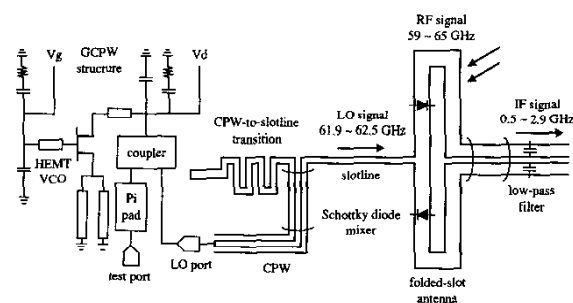 RF signal
59 ~ 65 GHz
Vg
GCPW
structure
Vd
CPW-to-slotline
transition
LO signal
61.9 ~ 62.5 GHz
IF signal
0.5 ~ 2.9 GHz
HEMT
VCO
coupler
slotline
low-pass
filter
Pi
pad
Schottky diode
mixer
LO port
CPW
test port
folded-slot
antenna